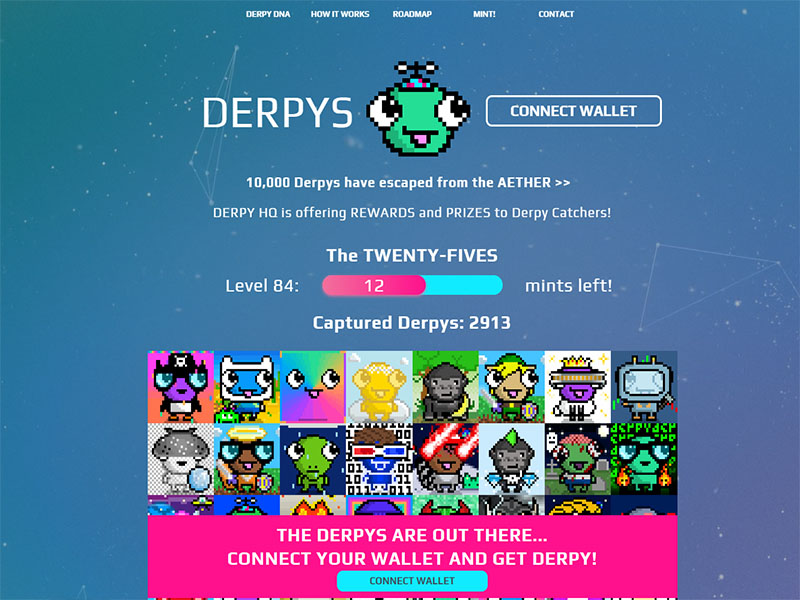 DERPY DNA HOW IT WORKS ROADMAP MINT! CONTACT
DERPYS
CONNECT WALLET
10,000 Derpys have escaped from the AETHER >>
DERPY HQ is offering REWARDS and PRIZES to Derpy Catchers!
The TWENTY-FIVES
Level 84: 12 mints left!
Captured Derpys: 2913
THE DERPYS ARE OUT THERE...
CONNECT YOUR WALLET AND GET DERPY!
CONNECT WALLET